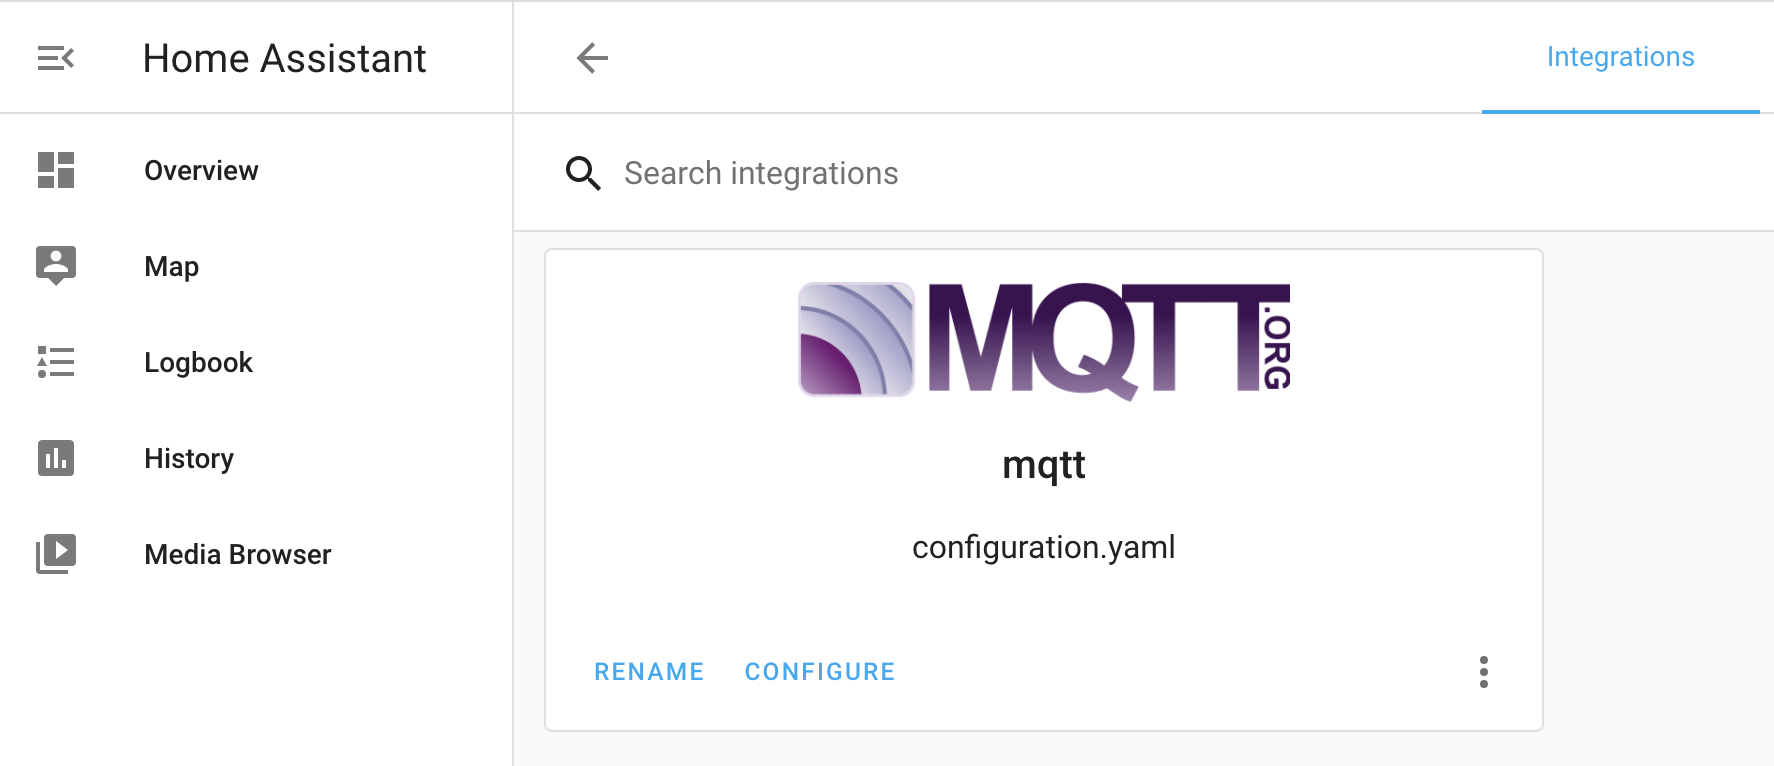 Home Assistant
Integrations
Overview
Map
Logbook
History
Media Browser
Search integrations
MQTT.ORG
mqtt
configuration.yaml
RENAME CONFIGURE